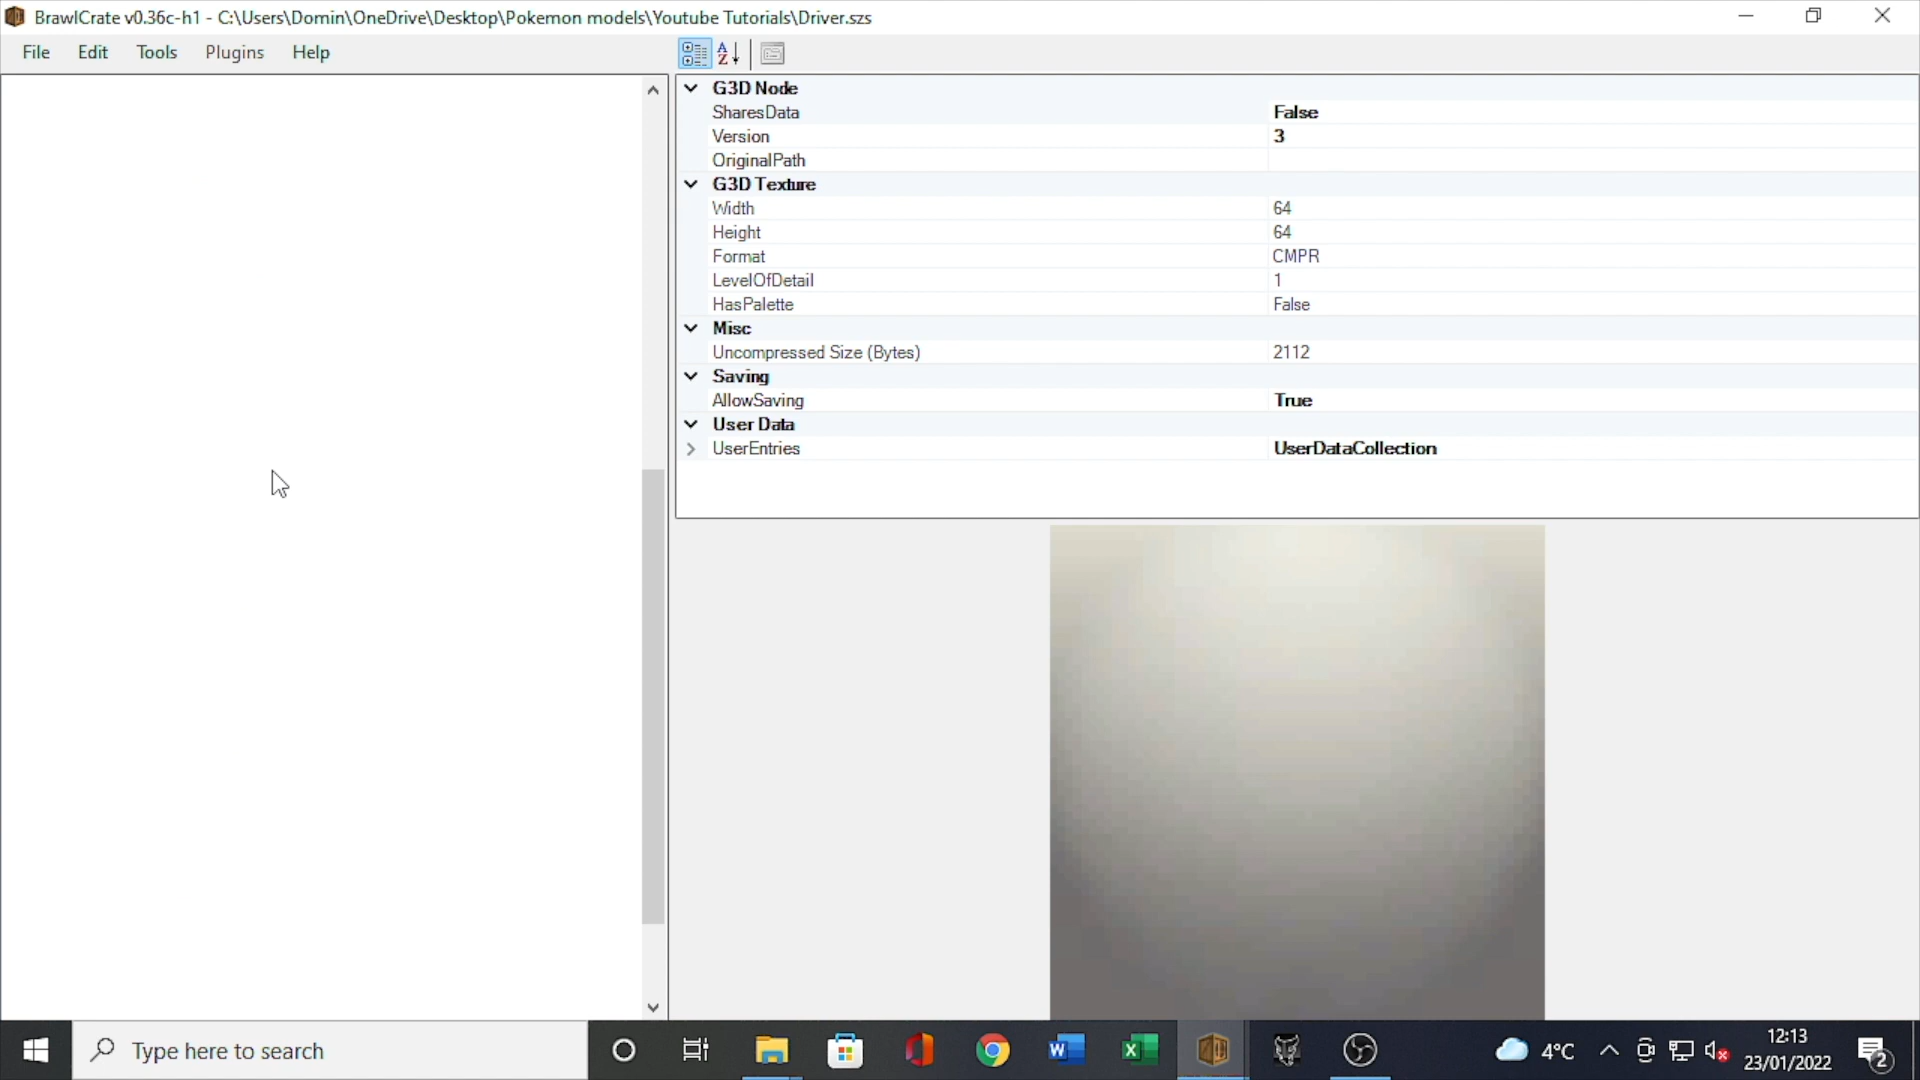 BrawlCrate v0.36c-h1 - C:\Users\Domin\OneDrive\Desktop\Pokemon models\Youtube Tutorials\Driver.szs
File Edit Tools Plugins Help
G3D Node
SharesData False
Version 3
OriginalPath
G3D Texture
Width 64
Height 64
Format CMPR
LevelOfDetail 1
HasPalette False
Misc
Uncompressed Size (Bytes) 2112
Saving
AllowSaving True
User Data
UserEntries UserDataCollection
Type here to search
4°C
12:13
23/01/2022
2